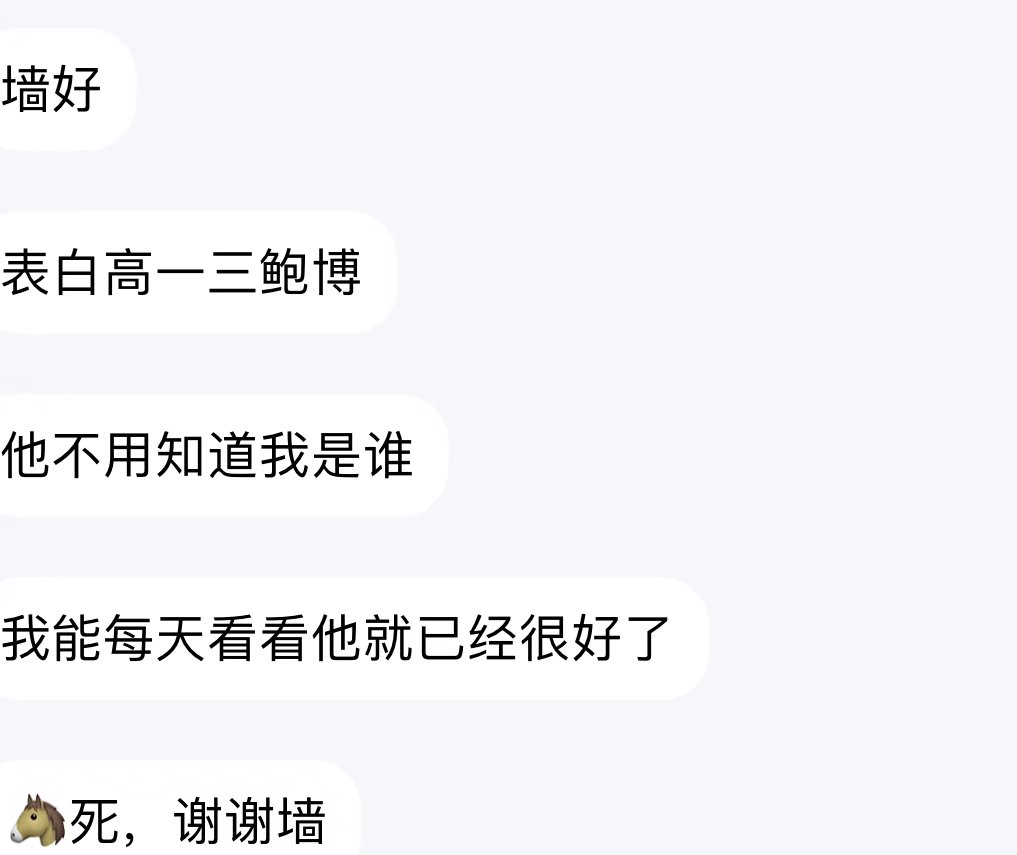 墙好
表白高一三鲍博
他不用知道我是谁
我能每天看看他就已经很好了
🐴死，谢谢墙